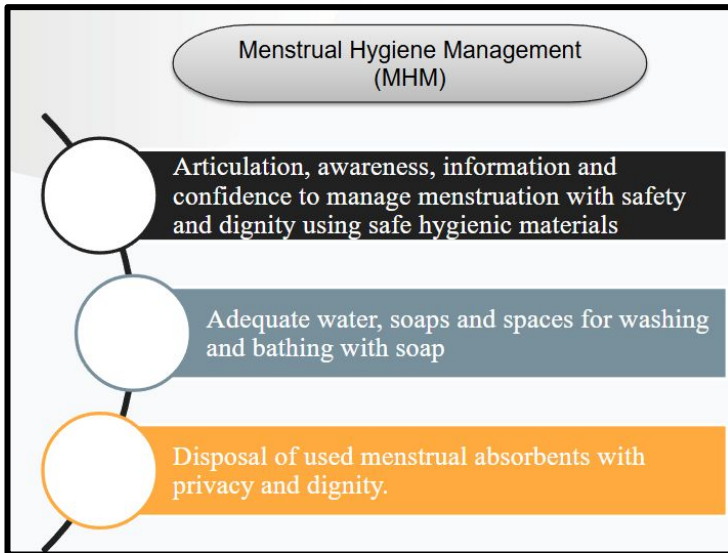 Menstrual Hygiene Management
(MHM)
Articulation, awareness, information and
confidence to manage menstruation with safety
and dignity using safe hygienic materials
Adequate water, soaps and spaces for washing
and bathing with soap
Disposal of used menstrual absorbents with
privacy and dignity.